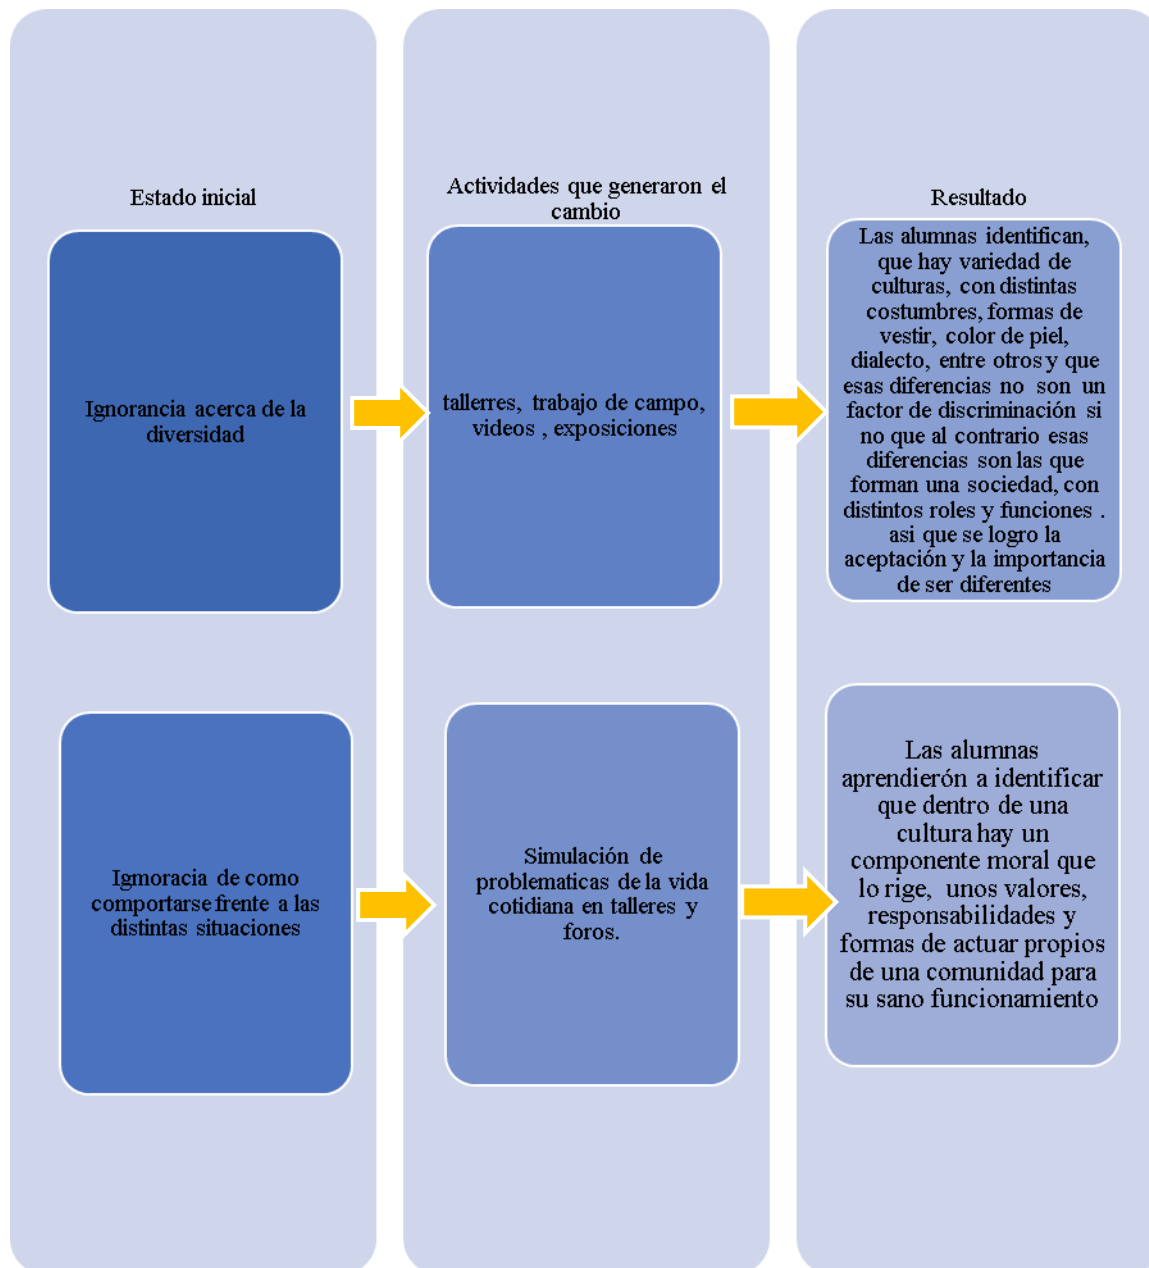 Estado inicial
Ignorancia acerca de la
diversidad
Igmoracia de como
comportarse frente a las
distintas situaciones
Actividades que generaron el
cambio
tallerres, trabajo de campo,
videos , exposiciones
Simulación de
problematicas de la vida
cotidiana en talleres y
foros.
Resultado
Las alumnas identifican,
que hay variedad de
culturas, con distintas
costumbres, formas de
vestir, color de piel,
dialecto, entre otros y que
esas diferencias no son un
factor de discriminación si
no que al contrario esas
diferencias son las que
forman una sociedad, con
distintos roles y funciones .
asi que se logro la
aceptación y la importancia
de ser diferentes
Las alumnas
aprendierón a identificar
que dentro de una
cultura hay un
componente moral que
lo rige, unos valores,
responsabilidades y
formas de actuar propios
de una comunidad para
su sano funcionamiento